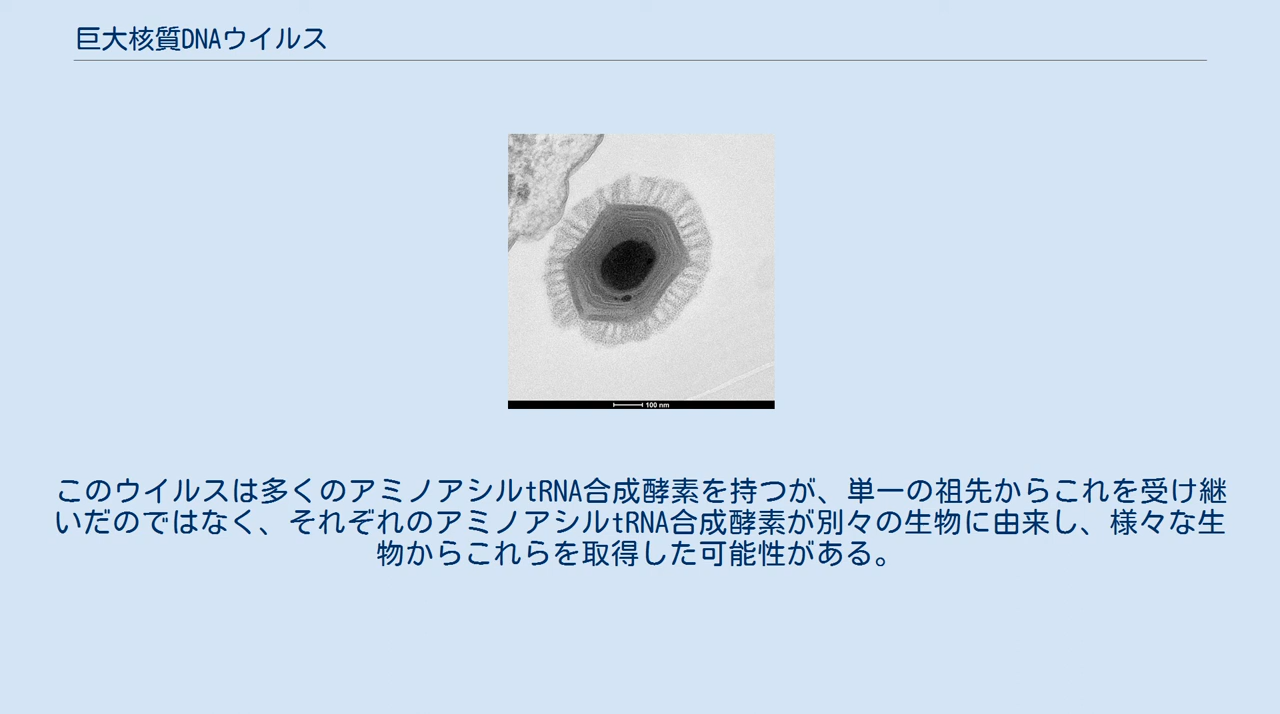 巨大核質DNAウイルス
100 nm
このウイルスは多くのアミノアシルtRNA合成酵素を持つが、単一の祖先からこれを受け継
いだのではなく、それぞれのアミノアシルtRNA合成酵素が別々の生物に由来し、様々な生
物からこれらを取得した可能性がある。